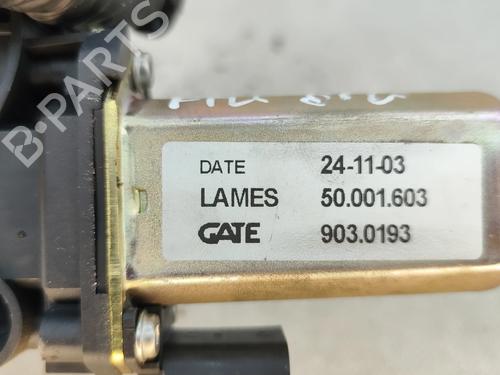 B-PARTS
DATE 24-11-03
LAMES 50.001.603
GATE 903.0193